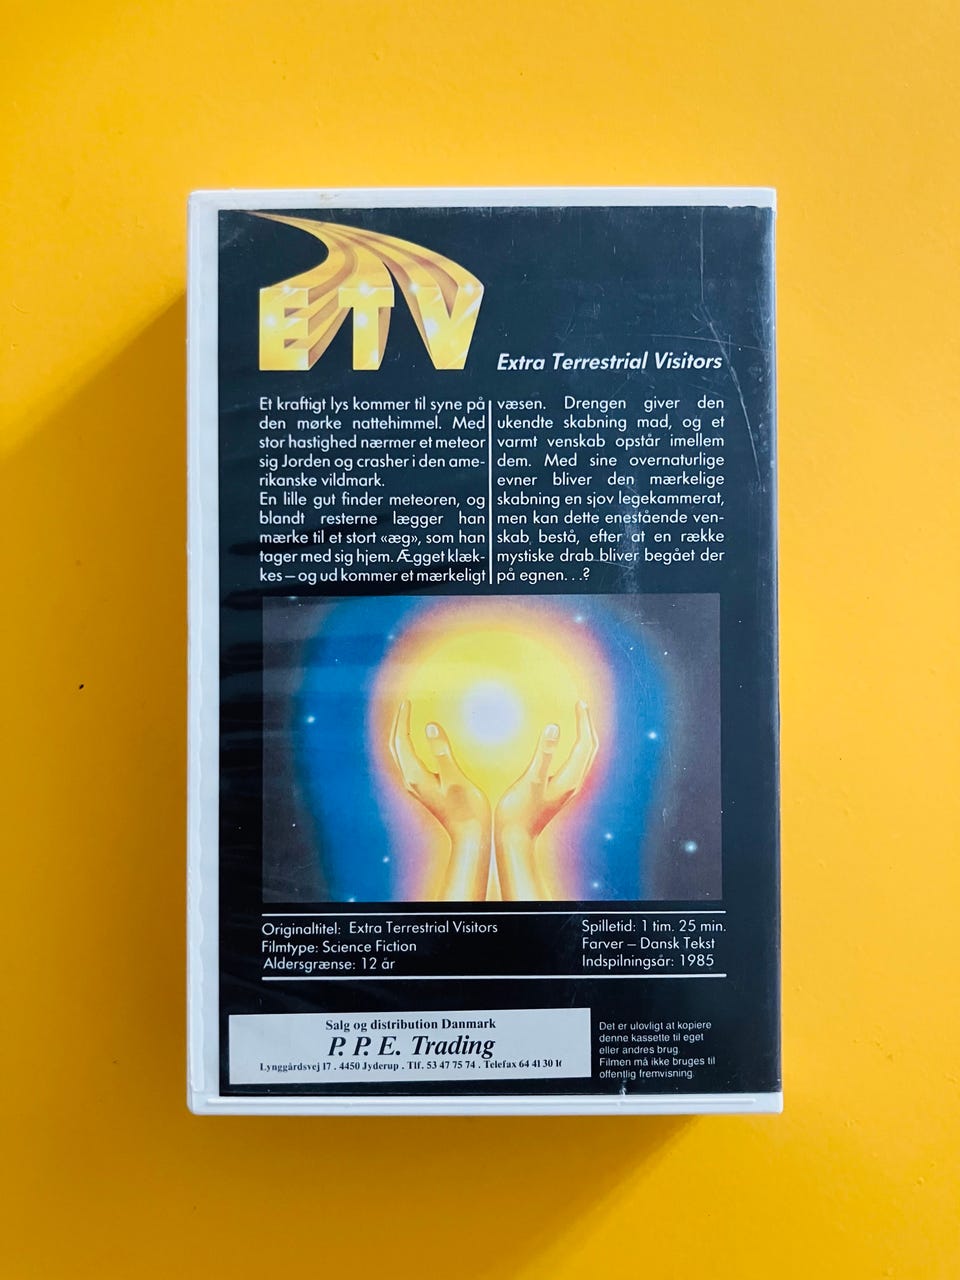 ETV
Extra Terrestrial Visitors
Et kraftigt lys kommer til syne på
den mørke nattehimmel. Med
stor hastighed nærmer et meteor
sig Jorden og crasher i den ame-
rikanske vildmark.
En lille gut finder meteoren, og
blandt resterne lægger han
mærke til et stort «æg», som han
tager med sig hjem. Ægget klæk-
kes – og ud kommer et mærkeligt
væsen. Drengen giver den
ukendte skabning mad, og et
varmt venskab opstår imellem
dem. Med sine overnaturlige
evner bliver den mærkelige
skabning en sjov legekammerat,
men kan dette enestående ven-
skab bestå, efter at en række
mystiske drab bliver begået der
på egnen. . .?
Originaltitel: Extra Terrestrial Visitors
Filmtype: Science Fiction
Aldersgrænse: 12 år
Spilletid: 1 tim. 25 min.
Farver – Dansk Tekst
Indspilningsår: 1985
Salg og distribution Danmark
P. P. E. Trading
Lynggårdsvej 17 . 4450 Jyderup . Tlf. 53 47 75 74 . Telefax 64 41 30
Det er ulovligt at kopiere
denne kassette til eget
eller andres brug.
Filmen må ikke bruges til
offentlig fremvisning.